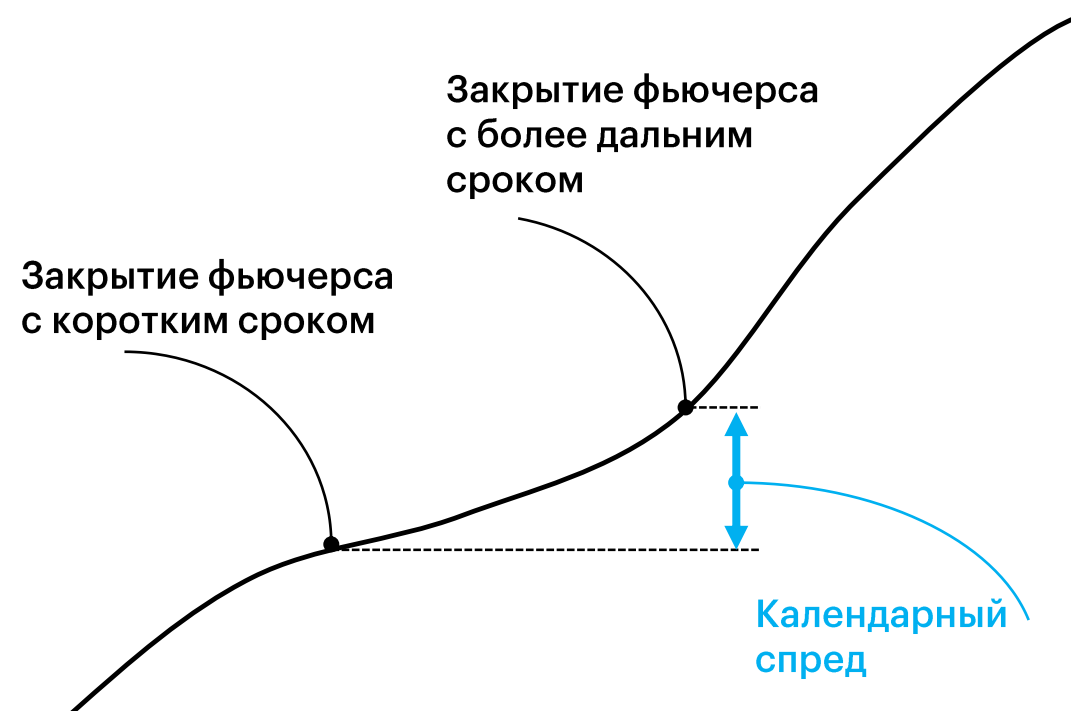 Закрытие фьючерса
с более дальним
сроком
Закрытие фьючерса
с коротким сроком
Календарный
спред